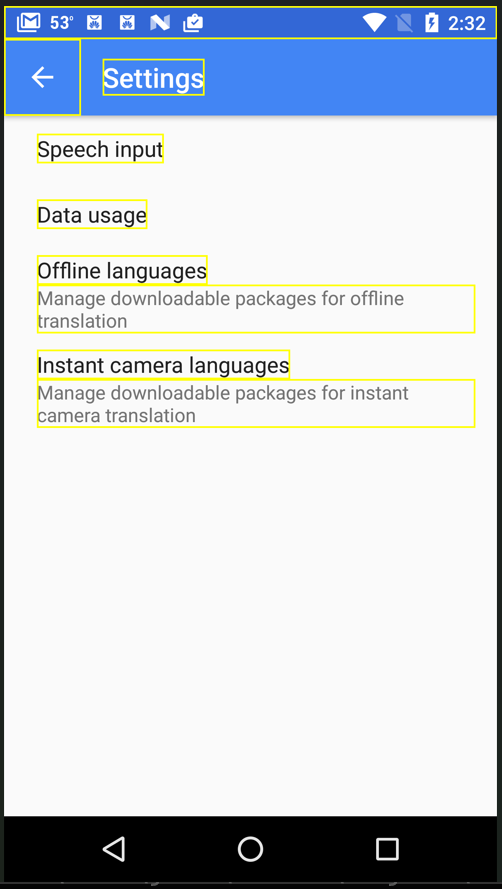 53° 2:32
Settings
Speech input
Data usage
Offline languages
Manage downloadable packages for offline
translation
Instant camera languages
Manage downloadable packages for instant
camera translation